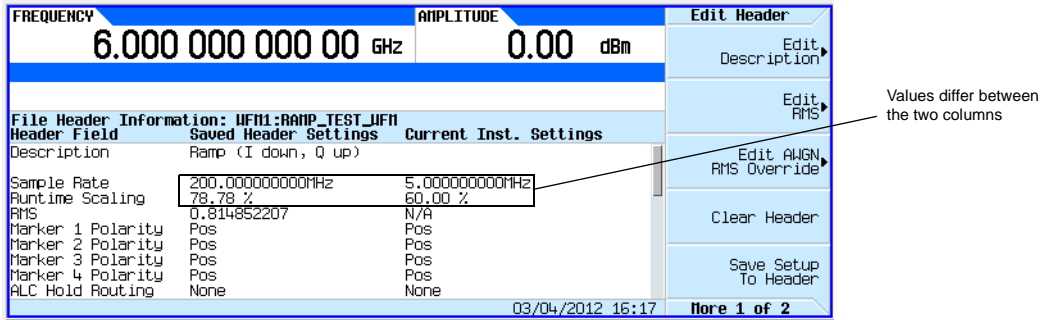 FREQUENCY AMPLITUDE
6.000 000 000 00 GHz 0.00 dBm
File Header Information: WFM1:RAMP_TEST_WFM
Header Field Saved Header Settings Current Inst. Settings
Description Ramp (I down, Q up)
Sample Rate 200.000000000MHz 5.000000000MHz
Runtime Scaling 78.78 % 60.00 %
RMS 0.814852207 N/A
Marker 1 Polarity Pos Pos
Marker 2 Polarity Pos Pos
Marker 3 Polarity Pos Pos
Marker 4 Polarity Pos Pos
ALC Hold Routing None None
03/04/2012 16:17
Edit Header
Edit
Description
Edit
RMS
Edit AWGN
RMS Override
Clear Header
Save Setup
To Header
More 1 of 2
Values differ between
the two columns